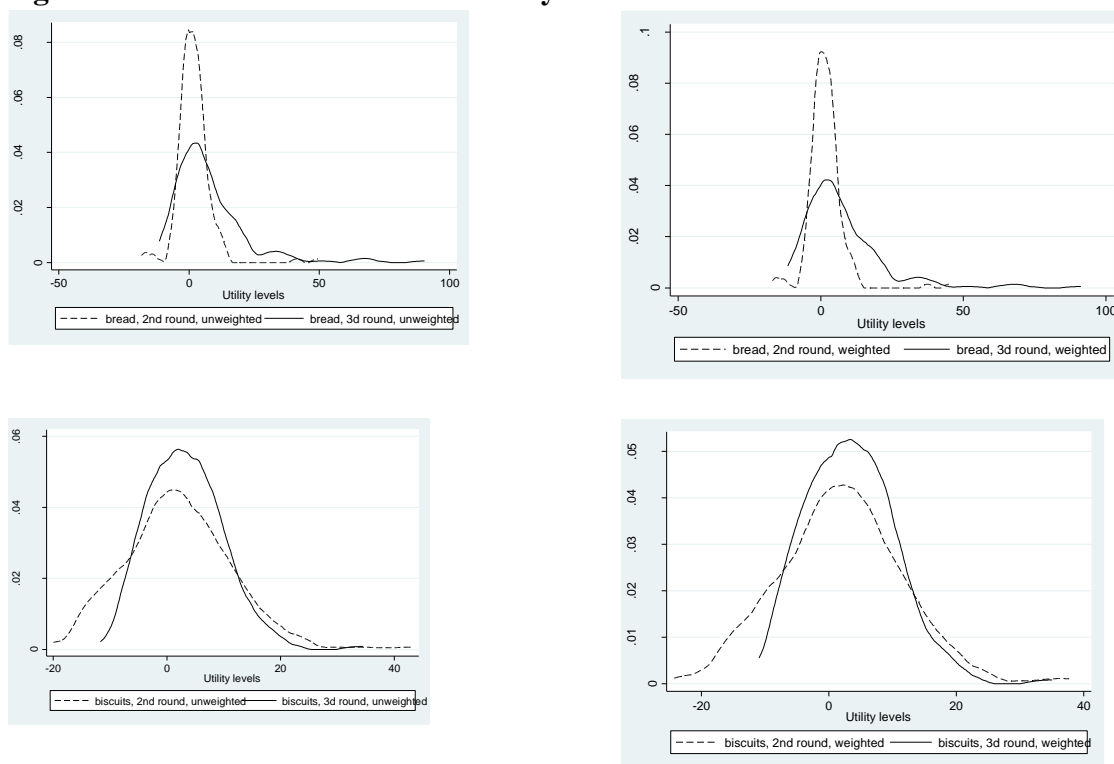 y
.08
.06
.04
.02
0
-50 0 50 100
Utility levels
bread, 2nd round, unweighted bread, 3d round, unweighted
.1
.08
.06
.04
.02
0
-50 0 50 100
Utility levels
bread, 2nd round, weighted bread, 3d round, weighted
.06
.04
.02
0
-20 0 20 40
Utility levels
biscuits, 2nd round, unweighted biscuits, 3d round, unweighted
.05
.04
.03
.02
.01
0
-20 0 20 40
Utility levels
biscuits, 2nd round, weighted biscuits, 3d round, weighted